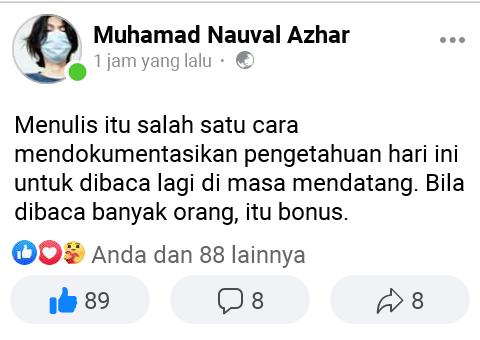 Muhamad Nauval Azhar
1 jam yang lalu ·
Menulis itu salah satu cara
mendokumentasikan pengetahuan hari ini
untuk dibaca lagi di masa mendatang. Bila
dibaca banyak orang, itu bonus.
Anda dan 88 lainnya
89 8 8